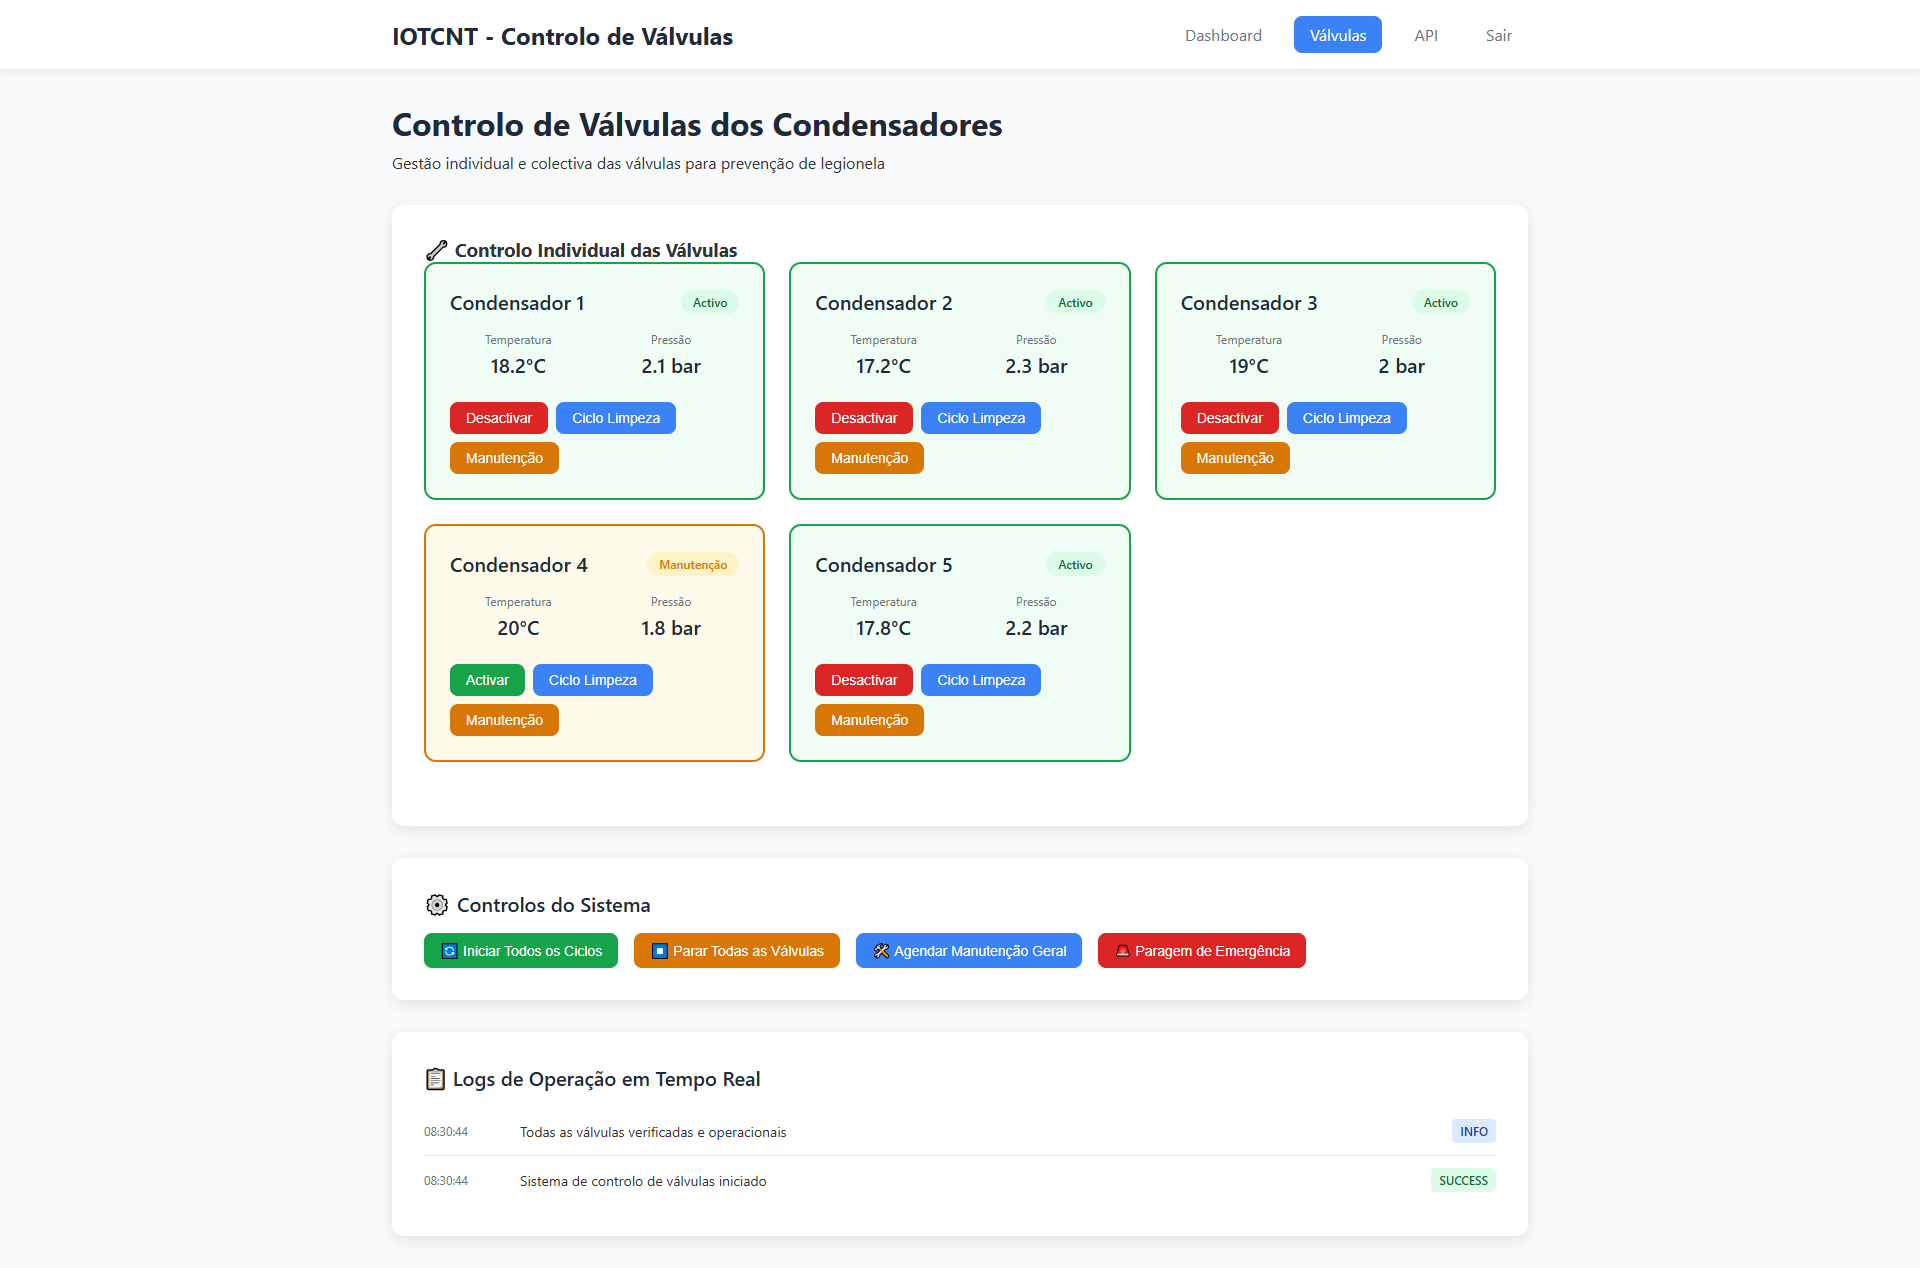 IOTCNT - Controlo de Válvulas
Dashboard Válvulas API Sair
Controlo de Válvulas dos Condensadores
Gestão individual e colectiva das válvulas para prevenção de legionela
Controlo Individual das Válvulas
Condensador 1 Activo
Temperatura Pressão
18.2°C 2.1 bar
Desactivar Ciclo Limpeza
Manutenção
Condensador 2 Activo
Temperatura Pressão
17.2°C 2.3 bar
Desactivar Ciclo Limpeza
Manutenção
Condensador 3 Activo
Temperatura Pressão
19°C 2 bar
Desactivar Ciclo Limpeza
Manutenção
Condensador 4 Manutenção
Temperatura Pressão
20°C 1.8 bar
Activar Ciclo Limpeza
Manutenção
Condensador 5 Activo
Temperatura Pressão
17.8°C 2.2 bar
Desactivar Ciclo Limpeza
Manutenção
Controlos do Sistema
Iniciar Todos os Ciclos Parar Todas as Válvulas Agendar Manutenção Geral Paragem de Emergência
Logs de Operação em Tempo Real
08:30:44 Todas as válvulas verificadas e operacionais INFO
08:30:44 Sistema de controlo de válvulas iniciado SUCCESS